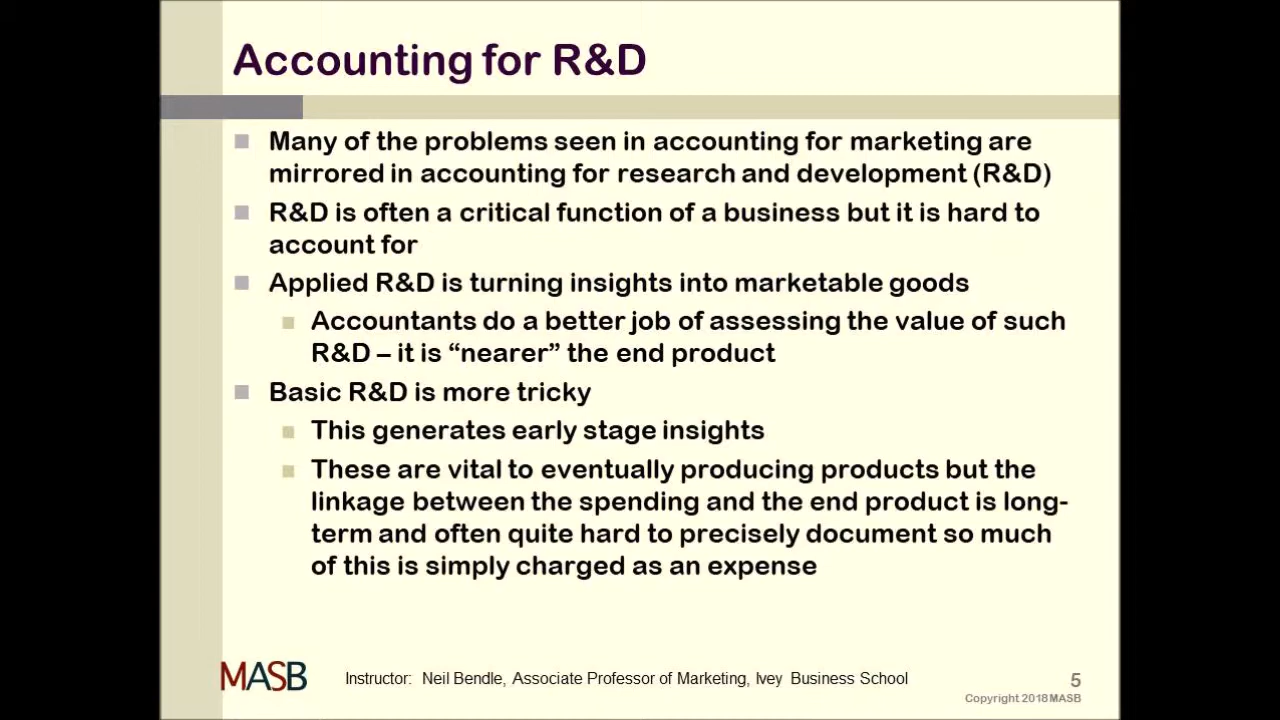 Accounting for R&D
Many of the problems seen in accounting for marketing are
mirrored in accounting for research and development (R&D)
R&D is often a critical function of a business but it is hard to
account for
Applied R&D is turning insights into marketable goods
Accountants do a better job of assessing the value of such
R&D – it is “nearer” the end product
Basic R&D is more tricky
This generates early stage insights
These are vital to eventually producing products but the
linkage between the spending and the end product is long-
term and often quite hard to precisely document so much
of this is simply charged as an expense
MASB
Instructor: Neil Bendle, Associate Professor of Marketing, Ivey Business School
5
Copyright 2018 MASB